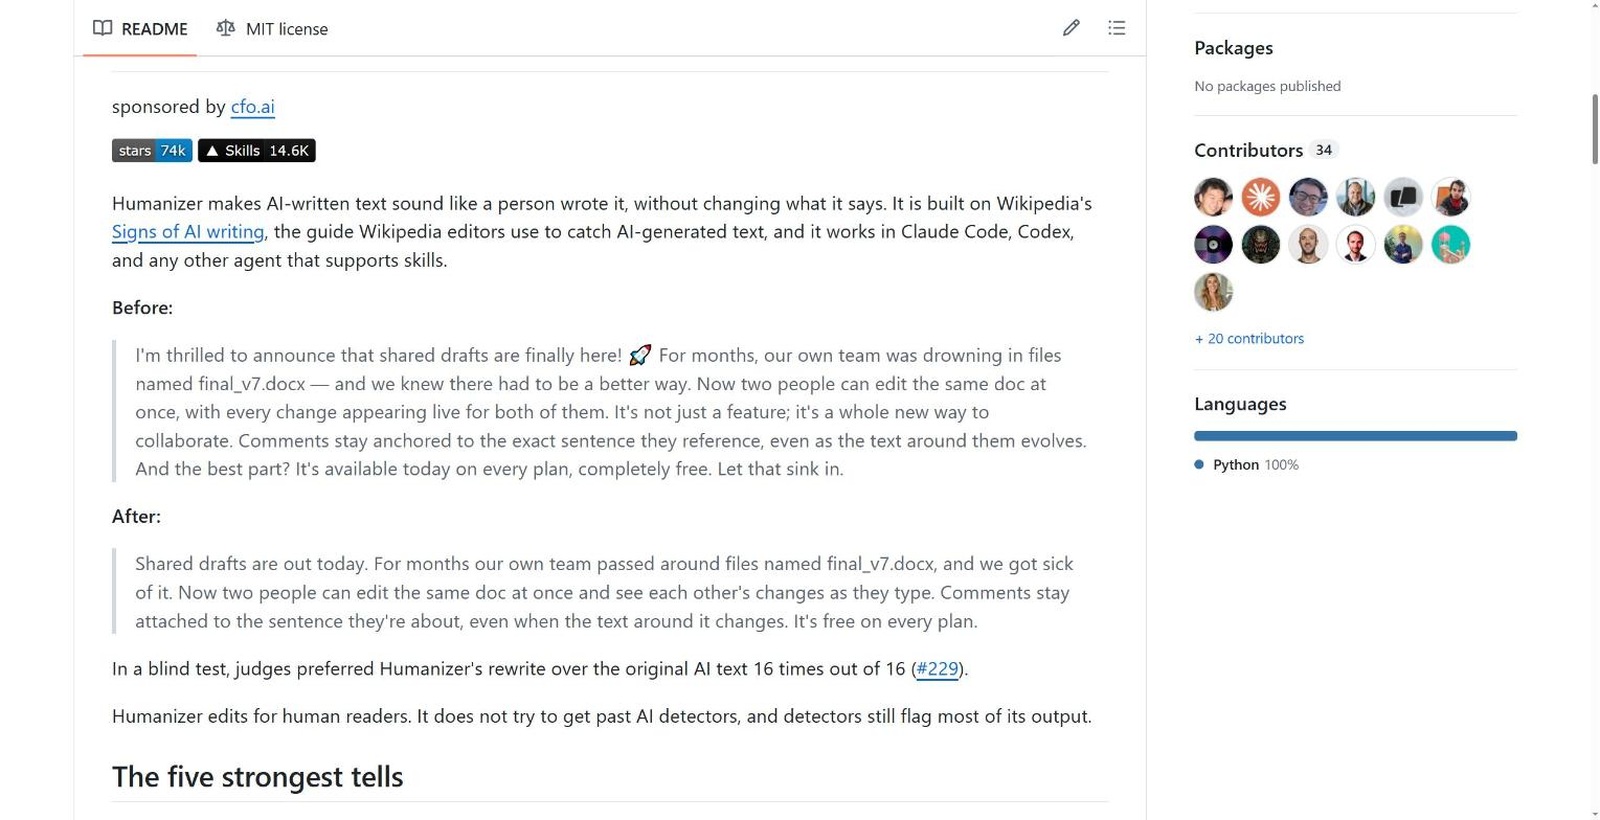 README
MIT license
sponsored by cfo.ai
stars 74k
Skills 14.6K
Humanizer makes AI-written text sound like a person wrote it, without changing what it says. It is built on Wikipedia's
Signs of AI writing, the guide Wikipedia editors use to catch AI-generated text, and it works in Claude Code, Codex,
and any other agent that supports skills.
Before:
I'm thrilled to announce that shared drafts are finally here! 🚀 For months, our own team was drowning in files
named final_v7.docx — and we knew there had to be a better way. Now two people can edit the same doc at
once, with every change appearing live for both of them. It's not just a feature; it's a whole new way to
collaborate. Comments stay anchored to the exact sentence they reference, even as the text around them evolves.
And the best part? It's available today on every plan, completely free. Let that sink in.
After:
Shared drafts are out today. For months our own team passed around files named final_v7.docx, and we got sick
of it. Now two people can edit the same doc at once and see each other's changes as they type. Comments stay
attached to the sentence they're about, even when the text around it changes. It's free on every plan.
In a blind test, judges preferred Humanizer's rewrite over the original AI text 16 times out of 16 (#229).
Humanizer edits for human readers. It does not try to get past AI detectors, and detectors still flag most of its output.
The five strongest tells
Packages
No packages published
Contributors 34
+ 20 contributors
Languages
Python 100%